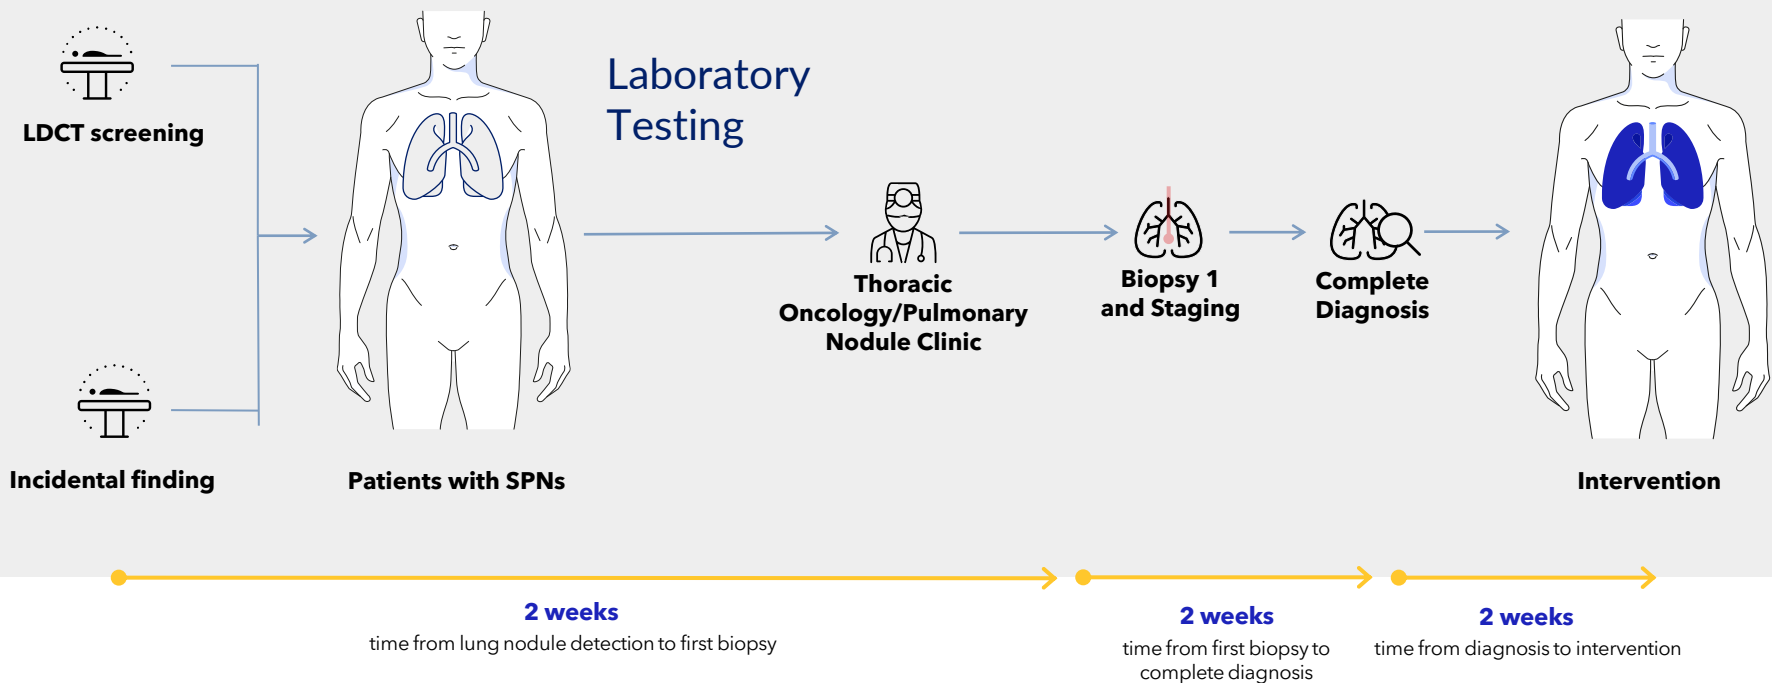 LDCT screening
Incidental finding
Patients with SPNs
Laboratory
Testing
Thoracic
Oncology/Pulmonary
Nodule Clinic
Biopsy 1
and Staging
Complete
Diagnosis
Intervention
2 weeks
time from lung nodule detection to first biopsy
2 weeks
time from first biopsy to
complete diagnosis
2 weeks
time from diagnosis to intervention